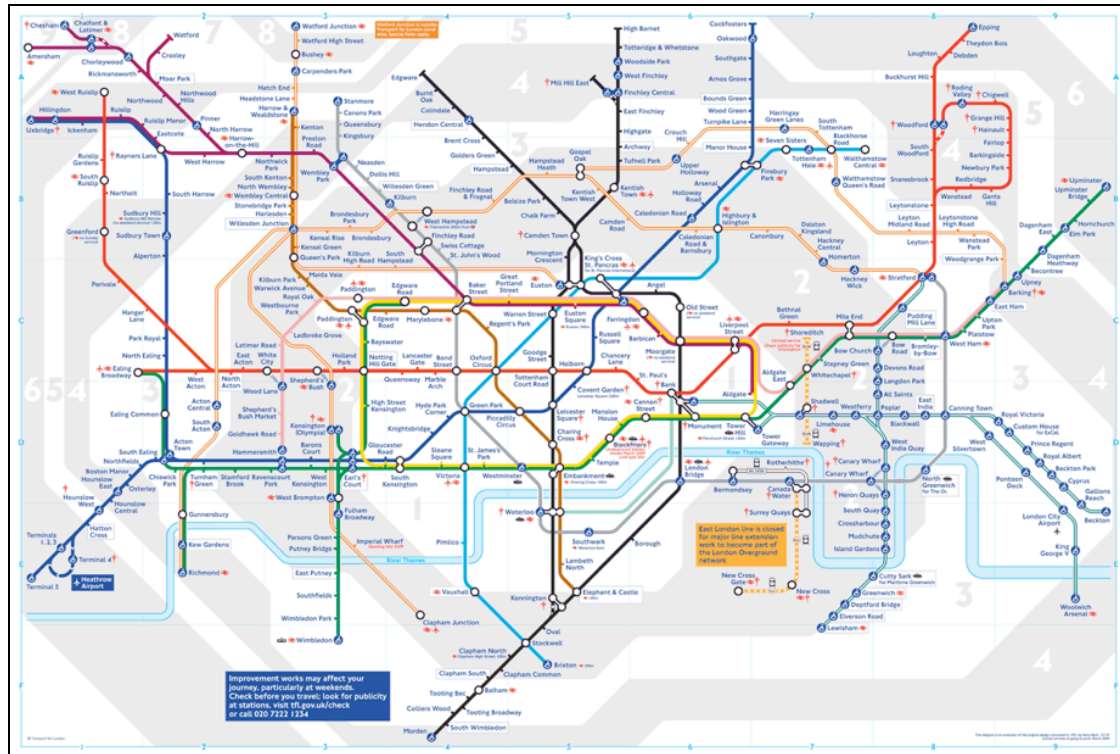 Chesham
Chalfont &
Latimer
Watford
Amersham
Croxley
Chorleywood
Rickmansworth
Moor Park
Northwood
Northwood
Hills
Pinner
North Harrow
Harrow-
on-the-Hill
West Harrow
Northwick
Park
Preston
Road
Wembley
Park
West Ruislip
Hillingdon
Uxbridge
Ickenham
Ruislip
Ruislip Manor
Eastcote
Rayners Lane
Ruislip
Gardens
South
Ruislip
Northolt
Greenford
South Harrow
Sudbury Hill
Sudbury Town
Alperton
Perivale
Hanger
Lane
Park Royal
North Ealing
Ealing
Broadway
West
Acton
North
Acton
East
Acton
White
City
Ealing Common
Acton
Town
South Ealing
Northfields
Boston Manor
Hounslow
East
Osterley
Hounslow
West
Hounslow
Central
Hatton
Cross
Terminals
1, 2, 3
Terminal 4
Terminal 5
Heathrow
Airport
Watford Junction
Watford High Street
Bushey
Carpenders Park
Hatch End
Headstone Lane
Harrow &
Wealdstone
Kenton
South Kenton
North Wembley
Wembley Central
Stonebridge Park
Harlesden
Willesden Junction
Kensal Rise
Kensal Green
Queen's Park
Kilburn Park
Maida Vale
Warwick Avenue
Royal Oak
Westbourne
Park
Ladbroke Grove
Latimer Road
Wood Lane
Shepherd's
Bush Market
Goldhawk Road
Hammersmith
Stanmore
Canons Park
Queensbury
Kingsbury
Neasden
Dollis Hill
Willesden Green
Kilburn
West Hampstead
Finchley Road
Swiss Cottage
St. John's Wood
Brondesbury
Park
Brondesbury
Kilburn
High Road
South
Hampstead
Finchley Road
& Frognal
Hampstead
Heath
Gospel
Oak
Kentish
Town West
Camden
Road
Edgware
Burnt
Oak
Colindale
Hendon Central
Brent Cross
Golders Green
Hampstead
Belsize Park
Chalk Farm
Camden Town
Mornington
Crescent
High Barnet
Totteridge & Whetstone
Woodside Park
West Finchley
Mill Hill East
Finchley Central
East Finchley
Highgate
Archway
Tufnell Park
Kentish
Town
Crouch
Hill
Upper
Holloway
Cockfosters
Oakwood
Southgate
Arnos Grove
Bounds Green
Wood Green
Turnpike Lane
Manor House
Finsbury
Park
Arsenal
Holloway
Road
Caledonian Road
Harringay
Green Lanes
South
Tottenham
Seven Sisters
Tottenham
Hale
Blackhorse
Road
Walthamstow
Central
Walthamstow
Queen's Road
Highbury &
Islington
Caledonian
Road &
Barnsbury
Canonbury
Dalston
Kingsland
Hackney
Central
Homerton
Hackney
Wick
Epping
Theydon Bois
Loughton
Debden
Buckhurst Hill
Roding
Valley
Chigwell
Grange Hill
Hainault
Fairlop
Barkingside
Newbury Park
Gants
Hill
Redbridge
Wanstead
Woodford
South
Woodford
Snaresbrook
Leytonstone
Leyton
Midland Road
Leytonstone
High Road
Leyton
Wanstead
Park
Woodgrange Park
Stratford
Upminster
Upminster
Bridge
Hornchurch
Elm Park
Dagenham
East
Dagenham
Heathway
Becontree
Upney
Barking
East Ham
Upton
Park
Plaistow
West Ham
Bromley-
by-Bow
Bow
Road
Mile End
Stepney Green
Whitechapel
Bethnal
Green
Shoreditch
Aldgate
East
Aldgate
Liverpool
Street
Moorgate
Old Street
Angel
King's Cross
St. Pancras
Euston
Euston
Square
Great
Portland
Street
Baker
Street
Edgware
Road
Paddington
Paddington
Edgware
Road
Marylebone
Warren Street
Regent's Park
Farringdon
Barbican
Russell
Square
Goode
Street
Bayswater
Notting
Hill Gate
Holland
Park
Shepherd's
Bush
Queensway
Lancaster
Gate
Marble
Arch
Bond
Street
Oxford
Circus
Tottenham
Court Road
Holborn
Chancery
Lane
St. Paul's
Bank
Covent Garden
Leicester
Square
Piccadilly
Circus
Green Park
Hyde Park
Corner
Knightsbridge
High Street
Kensington
Kensington
(Olympia)
Barons
Court
Gloucester
Road
Earl's
Court
South
Kensington
Sloane
Square
Victoria
St. James's
Park
Westminster
Embankment
Charing
Cross
Temple
Blackfriars
Mansion
House
Cannon
Street
Monument
Tower
Hill
Tower
Gateway
Acton
Central
South
Acton
Chiswick
Park
Turnham
Green
Stamford
Brook
Ravenscourt
Park
West
Kensington
West Brompton
Gunnersbury
Kew Gardens
Richmond
Fulham
Broadway
Parsons Green
Putney Bridge
East Putney
Southfields
Wimbledon Park
Wimbledon
Imperial Wharf
Clapham Junction
River Thames
Pimlico
Vauxhall
Stockwell
Brixton
Waterloo
Southwark
London
Bridge
Borough
Lambeth
North
Elephant & Castle
Kennington
Oval
Clapham North
Clapham Common
Clapham South
Balham
Tooting Bec
Tooting Broadway
Colliers Wood
South Wimbledon
Morden
Bermondsey
Rotherhithe
Canada
Water
Surrey Quays
New Cross
Gate
New Cross
Wapping
Shadwell
River Thames
Limehouse
Westferry
Poplar
Blackwall
East
India
Canning Town
Pudding
Mill Lane
Bow Church
Devons Road
Langdon Park
All Saints
West
India Quay
Canary Wharf
Canary Wharf
Heron Quays
South Quay
Crossharbour
Mudchute
Island Gardens
Cutty Sark
for Maritime Greenwich
Greenwich
Deptford Bridge
Elverson Road
Lewisham
North
Greenwich
Royal Victoria
Custom House
Prince Regent
Royal Albert
Beckton Park
Cyprus
Gallions
Reach
Beckton
West
Silvertown
Pontoon
Dock
London City
Airport
King
George V
Woolwich
Arsenal
East London line is closed
for major line extension
work to become part of
the London Overground
network
Improvement works may affect your
journey, particularly at weekends.
Check before you travel; look for publicity
at stations, visit tfl.gov.uk/check
or call 020 7222 1234